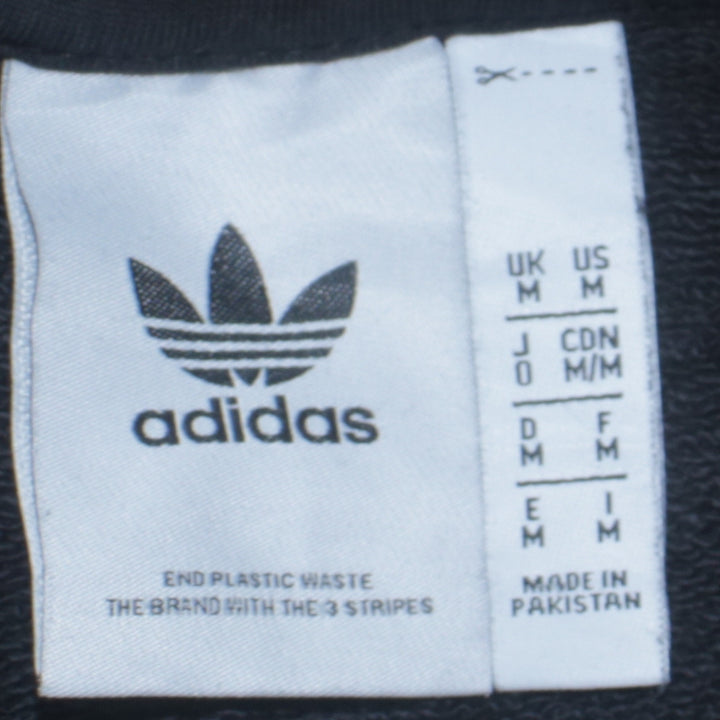 adidas
END PLASTIC WASTE
THE BRAND WITH THE 3 STRIPES
UK US
M M
J CDN
O M/M
D F
M M
E I
M M
MADE IN
PAKISTAN